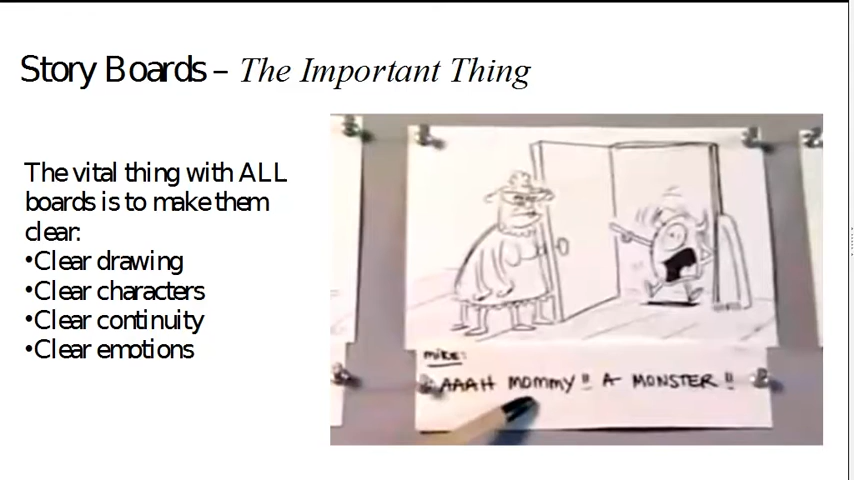 Story Boards – The Important Thing
The vital thing with ALL
boards is to make them
clear:
•Clear drawing
•Clear characters
•Clear continuity
•Clear emotions
mike:
AAAH MOMMY!! A MONSTER!!